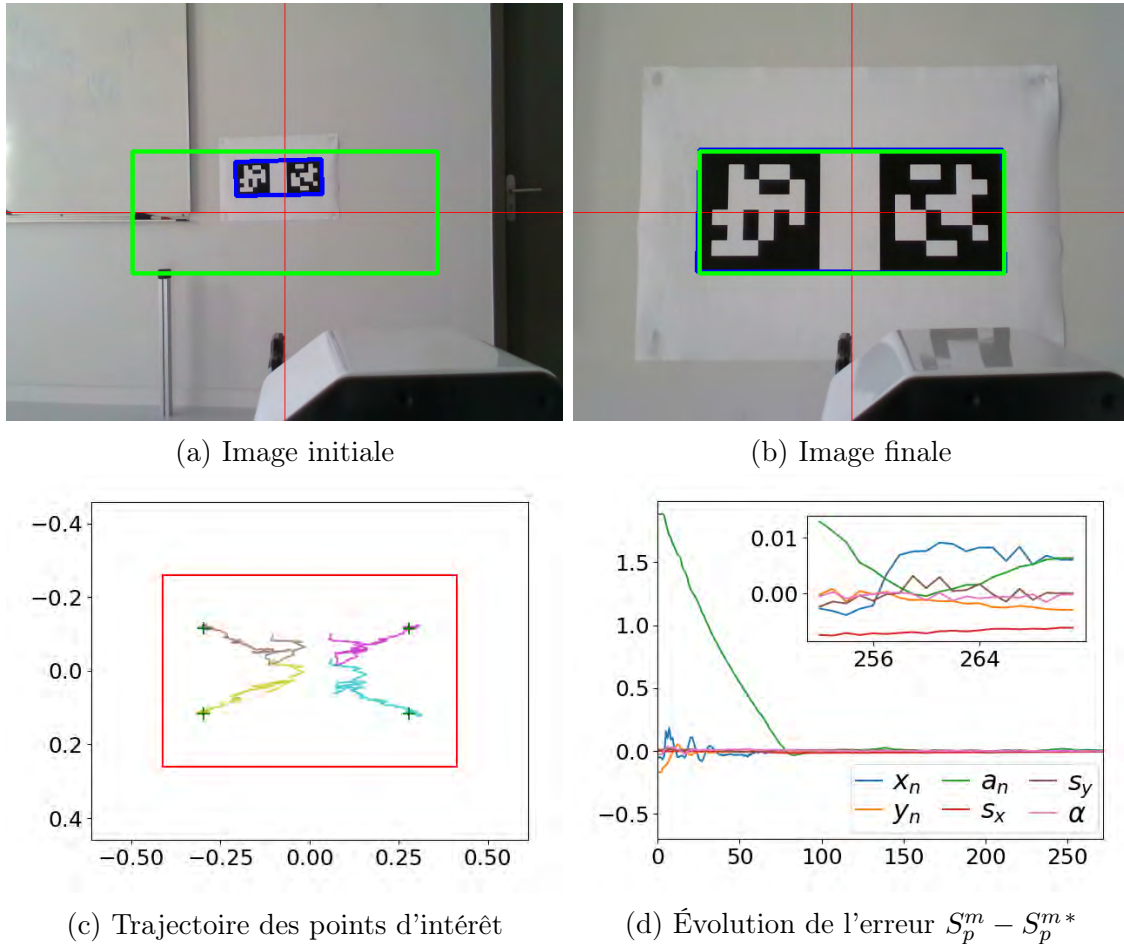 (a) Image initiale
(b) Image finale
−0.4
−0.2
0.0
0.2
0.4
−0.50
−0.25
0.00
0.25
0.50
(c) Trajectoire des points d'intérêt
1.5
1.0
0.5
0.0
−0.5
0.01
0.00
256
264
x_n
a_n
s_y
y_n
s_x
α
0
50
100
150
200
250
(d) Évolution de l'erreur S_p^m − S_p^{m*}